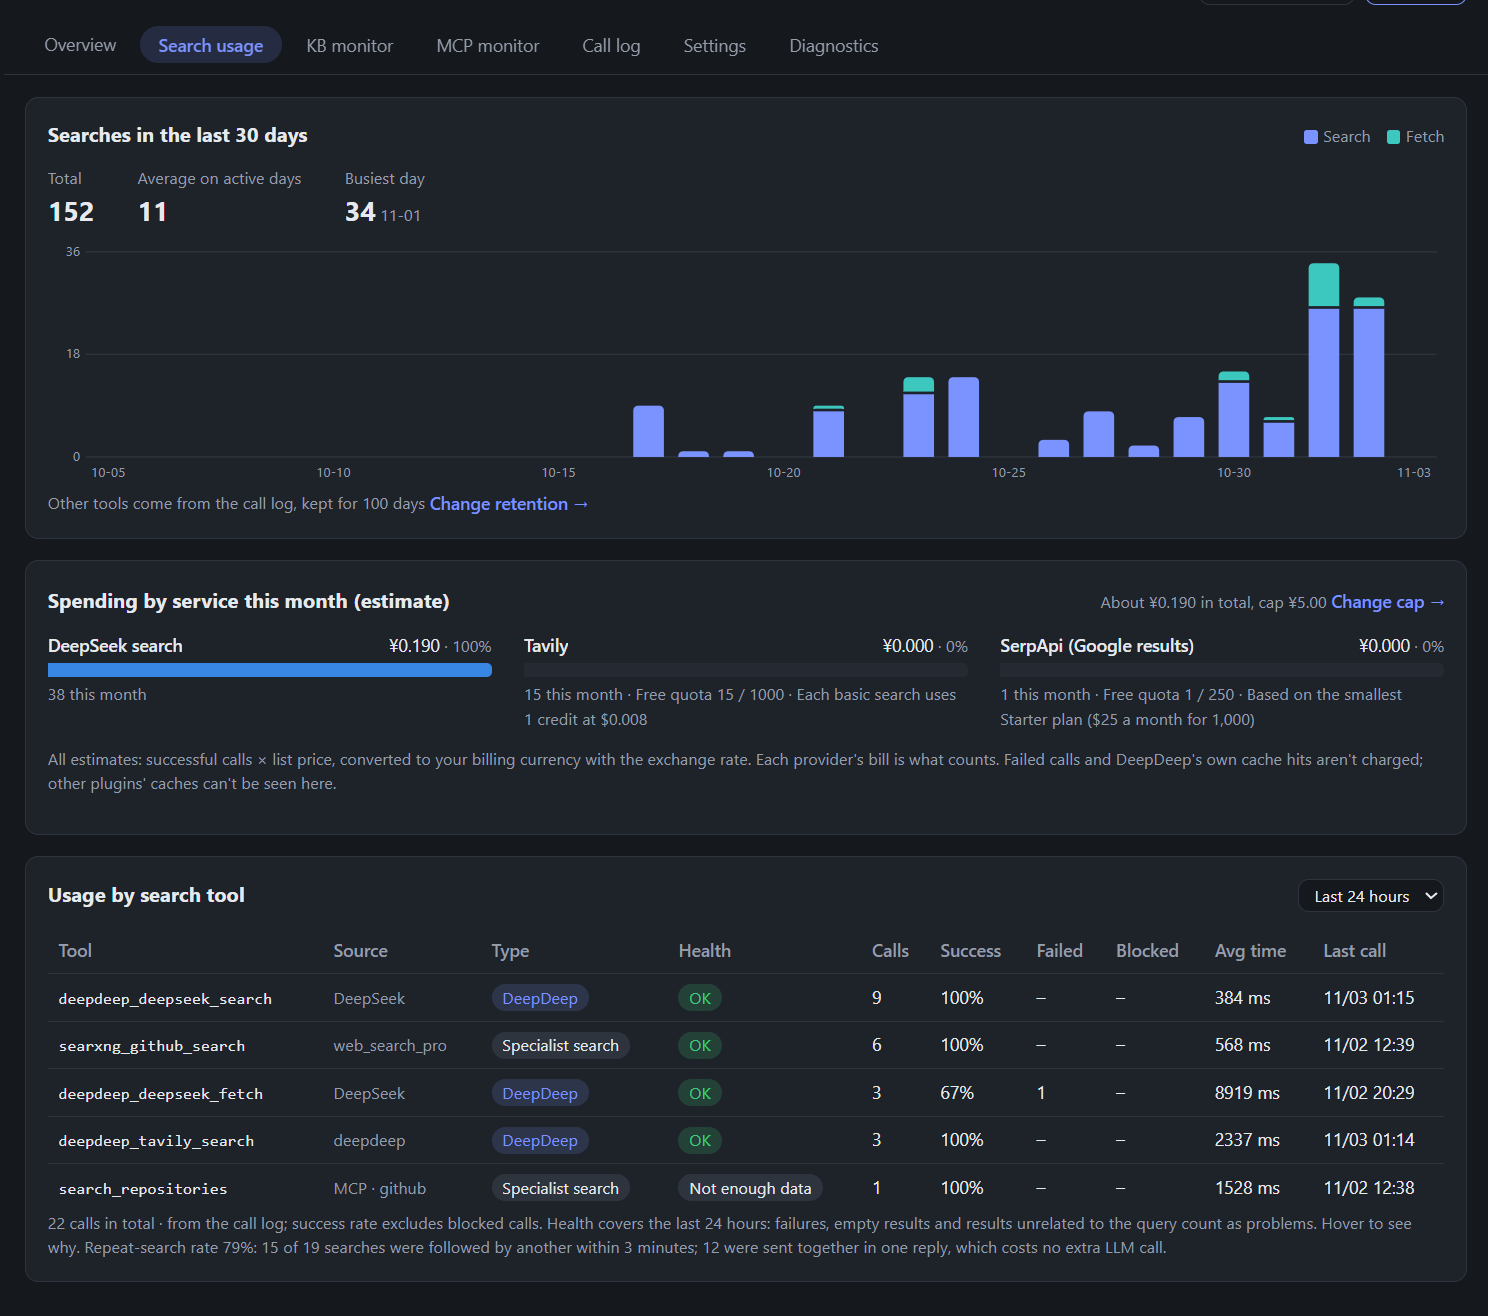 Overview Search usage KB monitor MCP monitor Call log Settings Diagnostics
Searches in the last 30 days
Search Fetch
Total Average on active days Busiest day
152 11 34 11-01
36
18
0
10-05 10-10 10-15 10-20 10-25 10-30 11-03
Other tools come from the call log, kept for 100 days Change retention →
Spending by service this month (estimate)
About ¥0.190 in total, cap ¥5.00 Change cap →
DeepSeek search ¥0.190 · 100%
38 this month
Tavily ¥0.000 · 0%
15 this month · Free quota 15 / 1000 · Each basic search uses
1 credit at $0.008
SerpApi (Google results) ¥0.000 · 0%
1 this month · Free quota 1 / 250 · Based on the smallest
Starter plan ($25 a month for 1,000)
All estimates: successful calls × list price, converted to your billing currency with the exchange rate. Each provider's bill is what counts. Failed calls and DeepDeep's own cache hits aren't charged;
other plugins' caches can't be seen here.
Usage by search tool
Last 24 hours
Tool Source Type Health Calls Success Failed Blocked Avg time Last call
deepdeep_deepseek_search DeepSeek DeepDeep OK 9 100% – – 384 ms 11/03 01:15
searxng_github_search web_search_pro Specialist search OK 6 100% – – 568 ms 11/02 12:39
deepdeep_deepseek_fetch DeepSeek DeepDeep OK 3 67% 1 – 8919 ms 11/02 20:29
deepdeep_tavily_search deepdeep DeepDeep OK 3 100% – – 2337 ms 11/03 01:14
search_repositories MCP · github Specialist search Not enough data 1 100% – – 1528 ms 11/02 12:38
22 calls in total · from the call log; success rate excludes blocked calls. Health covers the last 24 hours: failures, empty results and results unrelated to the query count as problems. Hover to see
why. Repeat-search rate 79%: 15 of 19 searches were followed by another within 3 minutes; 12 were sent together in one reply, which costs no extra LLM call.